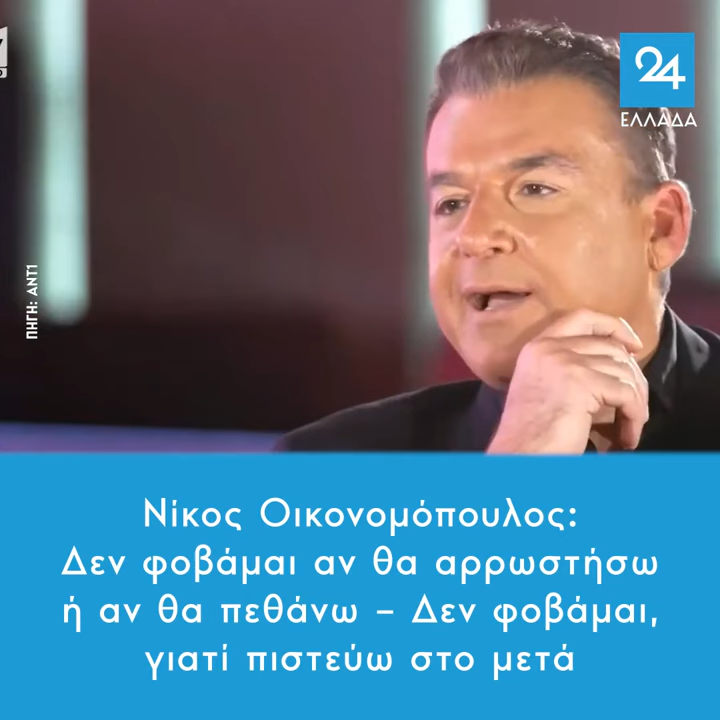 24
ΕΛΛΑΔΑ
ΠΗΓΗ: ΑΝΤ1
Νίκος Οικονομόπουλος:
Δεν φοβάμαι αν θα αρρωστήσω
ή αν θα πεθάνω – Δεν φοβάμαι,
γιατί πιστεύω στο μετά